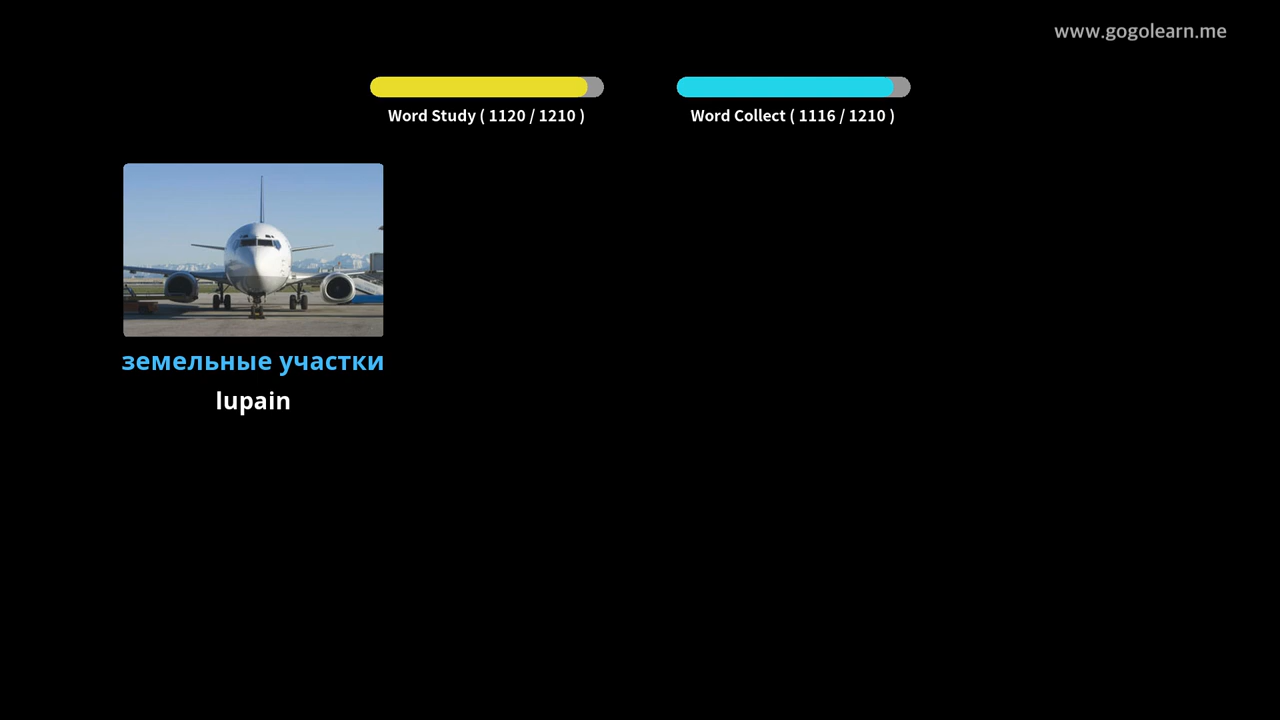 www.gogolearn.me
Word Study ( 1120 / 1210 )
Word Collect ( 1116 / 1210 )
земельные участки
lupain